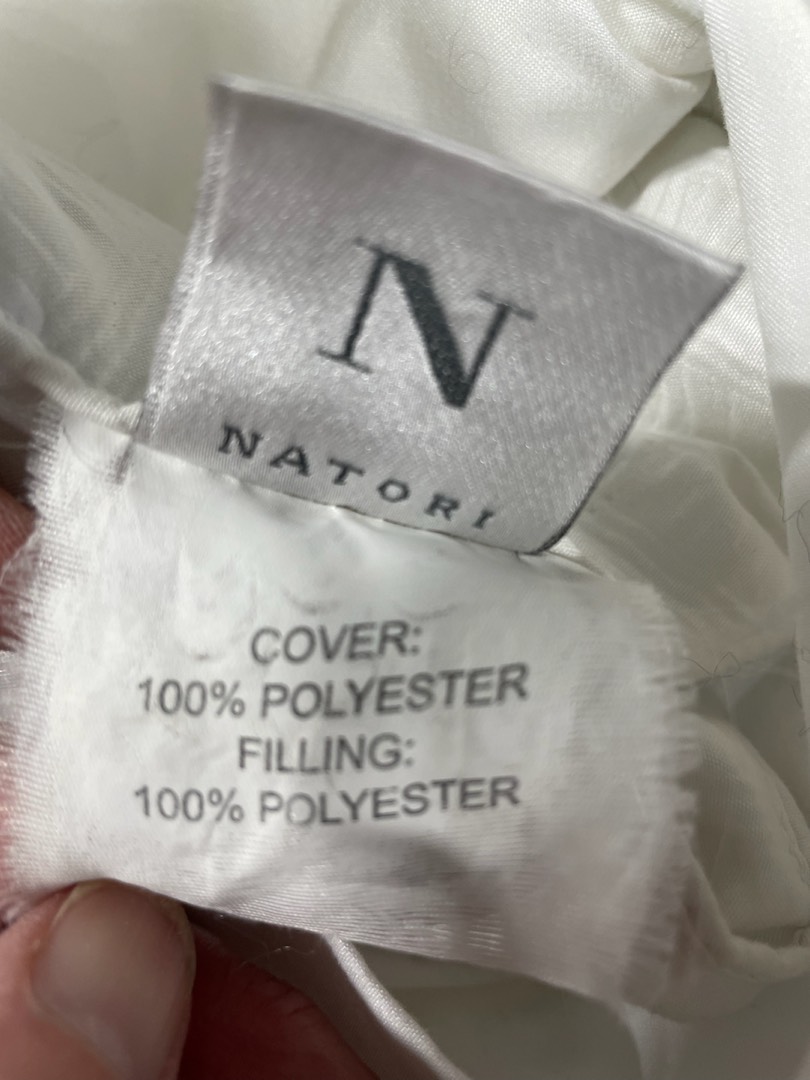 N
NATORI
COVER:
100% POLYESTER
FILLING:
100% POLYESTER